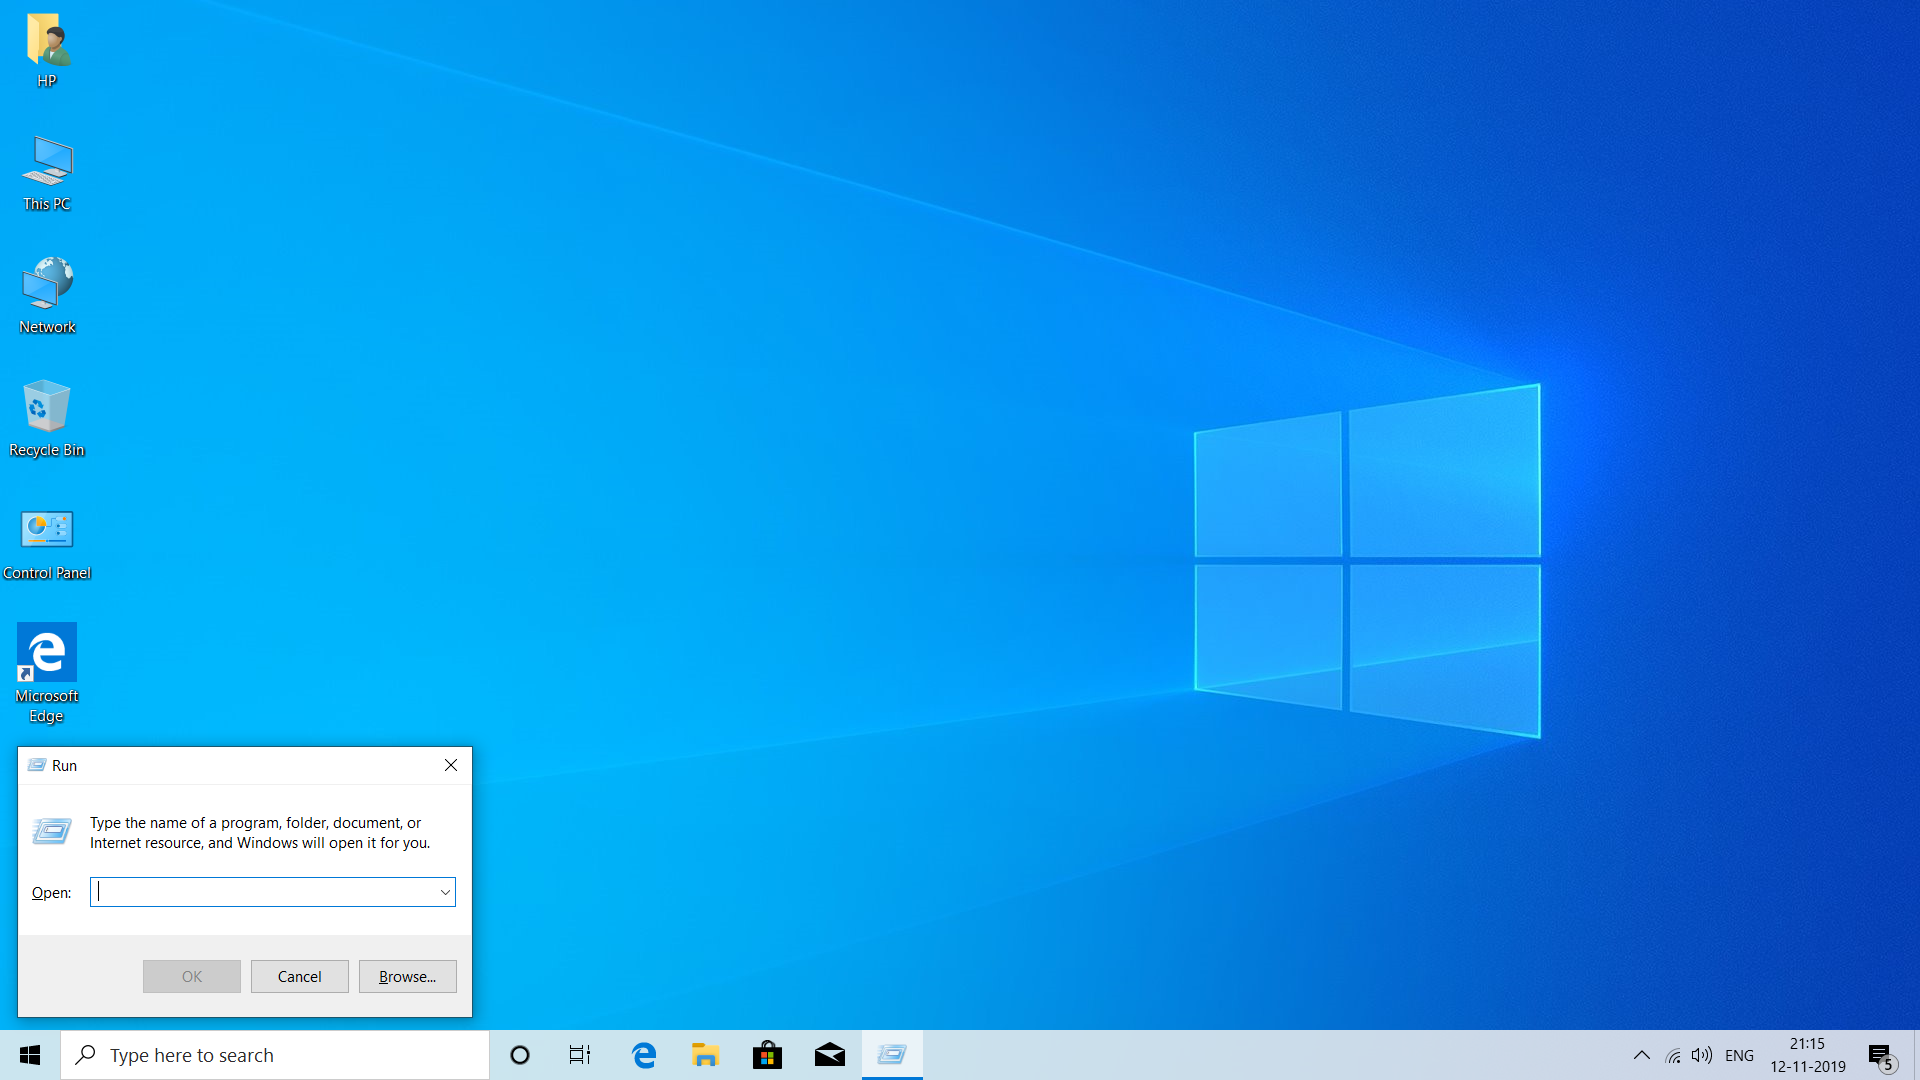 HP
This PC
Network
Recycle Bin
Control Panel
Microsoft
Edge
Run
Type the name of a program, folder, document, or
Internet resource, and Windows will open it for you.
Open:
OK
Cancel
Browse...
Type here to search
ENG
21:15
12-11-2019
5